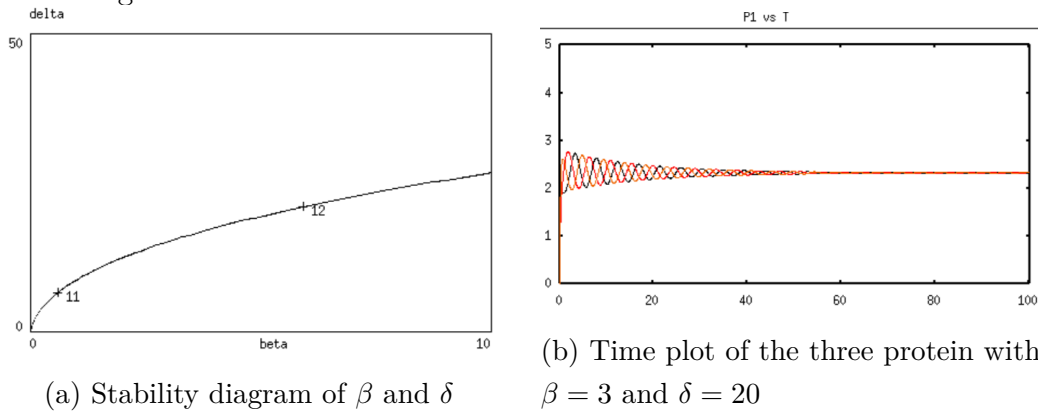 delta
50
11
12
0
0 beta 10
(a) Stability diagram of β and δ
P1 vs T
5
4
3
2
1
0
0 20 40 60 80 100
(b) Time plot of the three protein with
β = 3 and δ = 20